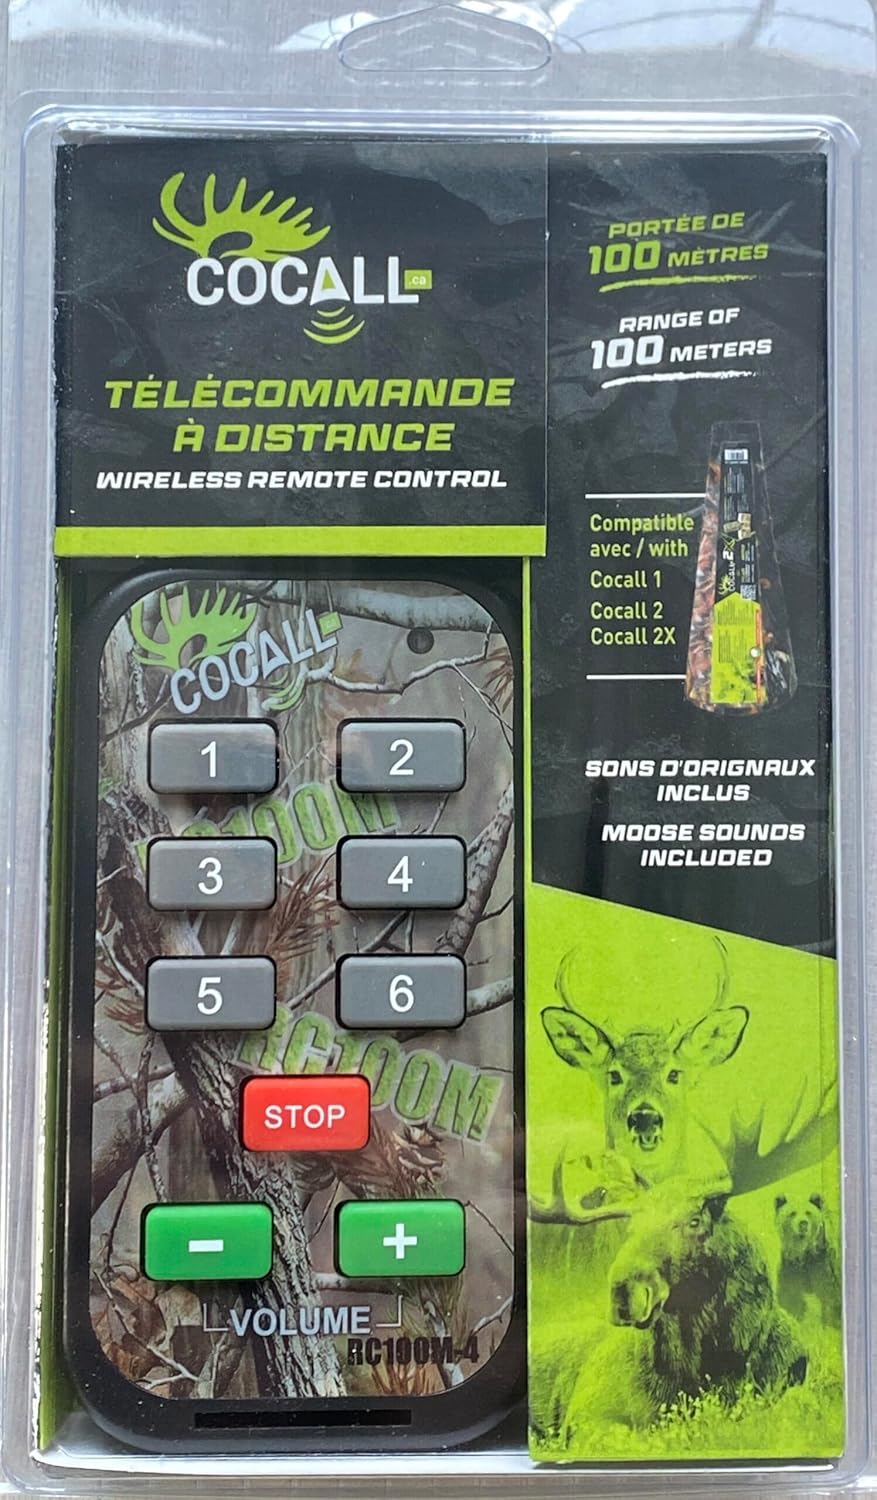 COCALL.ca
TÉLÉCOMMANDE
À DISTANCE
WIRELESS REMOTE CONTROL
PORTÉE DE
100 MÈTRES
RANGE OF
100 METERS
Compatible
avec / with
Cocall 1
Cocall 2
Cocall 2X
SONS D'ORIGNAUX
INCLUS
MOOSE SOUNDS
INCLUDED
COCALL
1 2
RC100M
3 4
5 6
RC100M
STOP
- +
VOLUME
RC100M-4